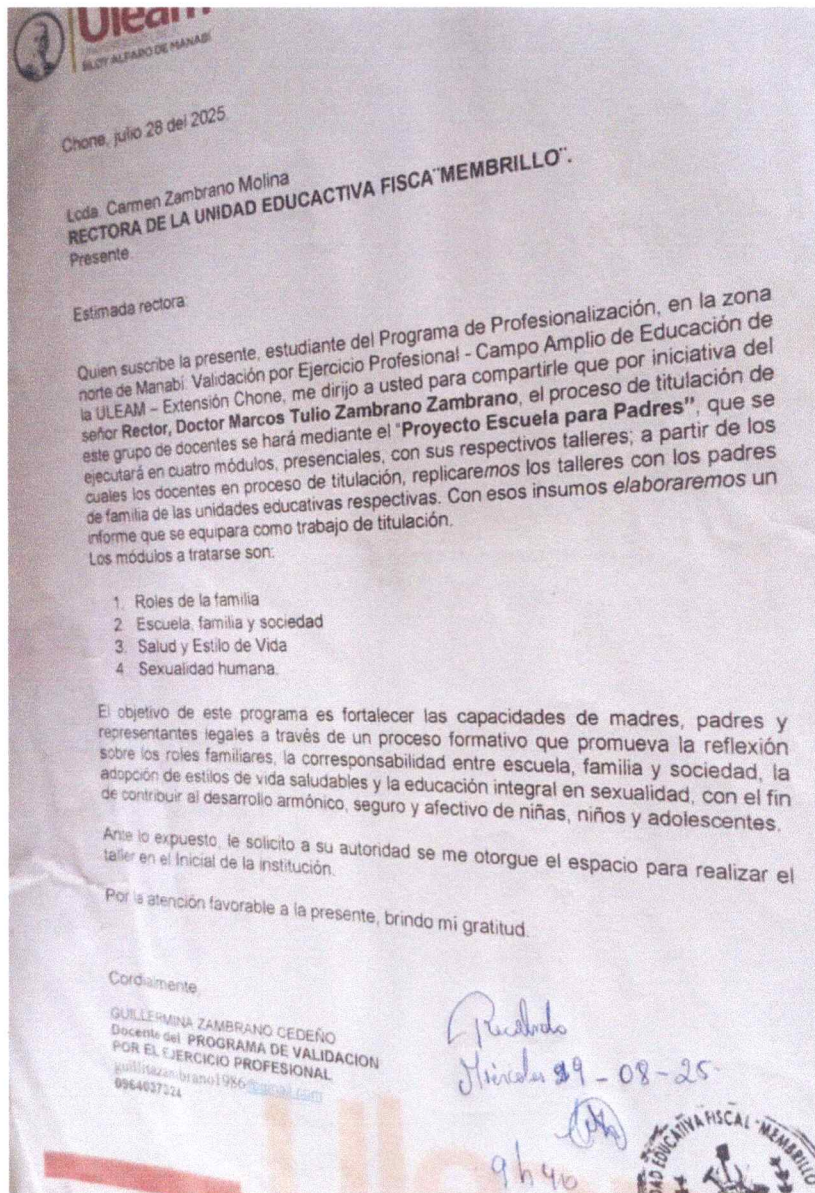 Uleam
ELOY ALFARO DE MANABÍ
Chone, julio 28 del 2025.
Lcda. Carmen Zambrano Molina
RECTORA DE LA UNIDAD EDUCACTIVA FISCA¨MEMBRILLO¨.
Presente.
Estimada rectora:
Quien suscribe la presente, estudiante del Programa de Profesionalización, en la zona
norte de Manabí. Validación por Ejercicio Profesional - Campo Amplio de Educación de
la ULEAM – Extensión Chone, me dirijo a usted para compartirle que por iniciativa del
señor Rector, Doctor Marcos Tulio Zambrano Zambrano, el proceso de titulación de
este grupo de docentes se hará mediante el “Proyecto Escuela para Padres”, que se
ejecutará en cuatro módulos, presenciales, con sus respectivos talleres; a partir de los
cuales los docentes en proceso de titulación, replicaremos los talleres con los padres
de familia de las unidades educativas respectivas. Con esos insumos elaboraremos un
informe que se equipara como trabajo de titulación.
Los módulos a tratarse son:
1. Roles de la familia
2 Escuela, familia y sociedad
3. Salud y Estilo de Vida
4 Sexualidad humana.
El objetivo de este programa es fortalecer las capacidades de madres, padres y
representantes legales a través de un proceso formativo que promueva la reflexión
sobre los roles familiares, la corresponsabilidad entre escuela, familia y sociedad, la
adopción de estilos de vida saludables y la educación integral en sexualidad, con el fin
de contribuir al desarrollo armónico, seguro y afectivo de niñas, niños y adolescentes.
Ante lo expuesto, le solicito a su autoridad se me otorgue el espacio para realizar el
taller en el Inicial de la institución.
Por la atención favorable a la presente, brindo mi gratitud.
Cordialmente,
GUILLERMINA ZAMBRANO CEDEÑO
Docente del PROGRAMA DE VALIDACION
POR EL EJERCICIO PROFESIONAL
guillitazambrano1986@gmail.com
0964037324
Recibido
Miércoles 9 - 08 - 25
9h40
EDUCATIVA FISCAL "MEMBRILLO